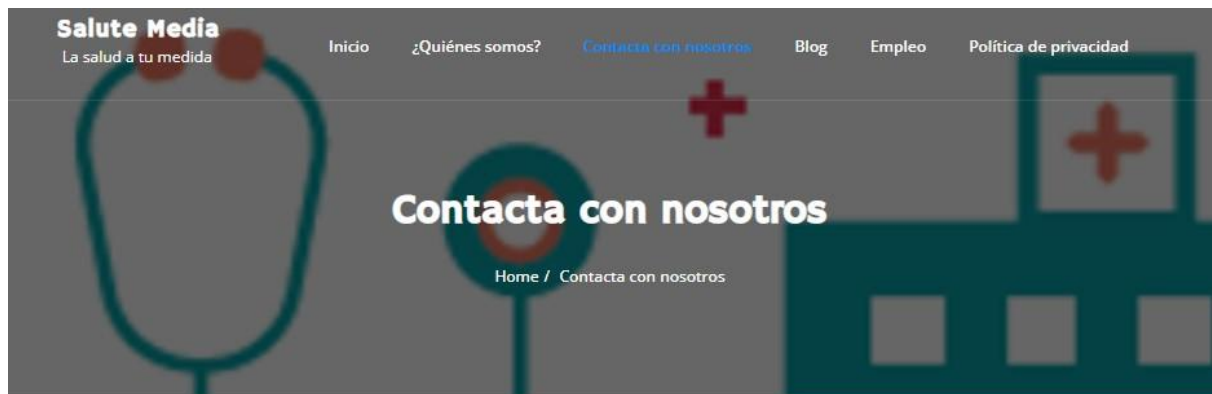 Salute Media
La salud a tu medida
Inicio ¿Quiénes somos? Contacta con nosotros Blog Empleo Política de privacidad
Contacta con nosotros
Home / Contacta con nosotros